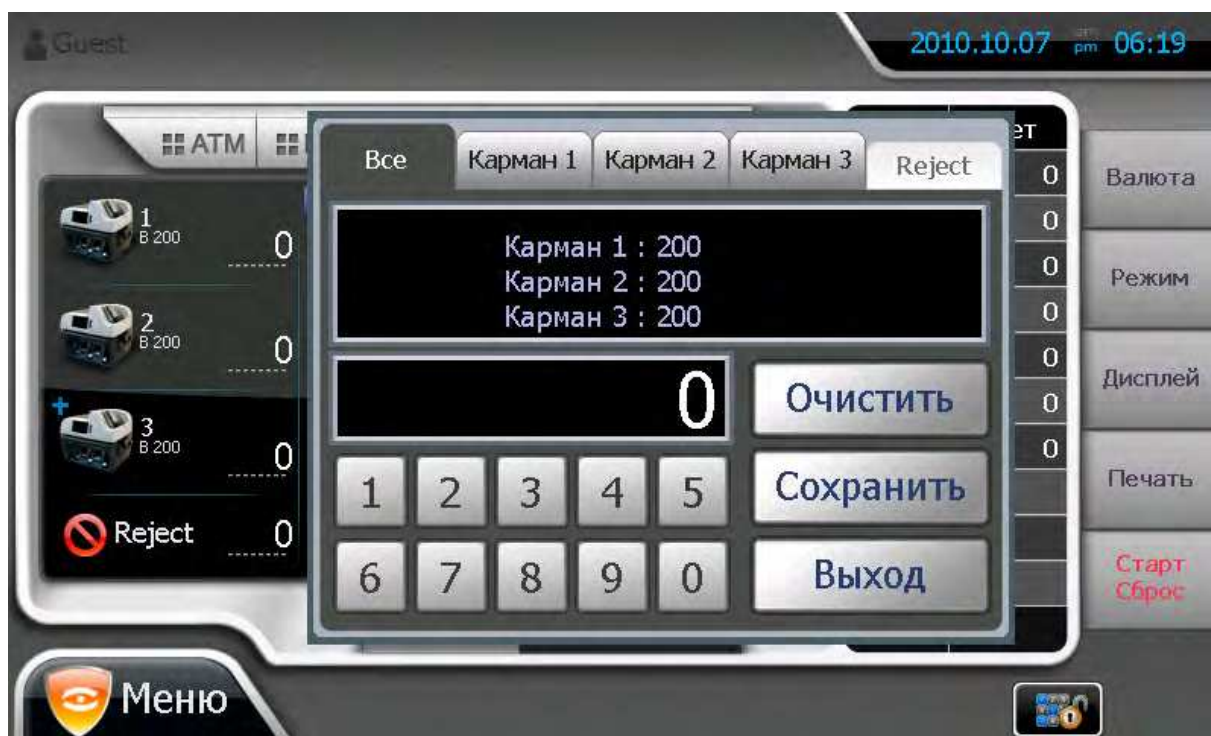 Guest
2010.10.07 am pm 06:19
ATM
Все Карман 1 Карман 2 Карман 3 Reject
Карман 1 : 200
Карман 2 : 200
Карман 3 : 200
0
Очистить
Сохранить
Выход
1 2 3 4 5
6 7 8 9 0
1
B 200
0
2
B 200
0
3
B 200
0
Reject 0
ет
0
0
0
0
0
0
0
Валюта
Режим
Дисплей
Печать
Старт
Сброс
Меню